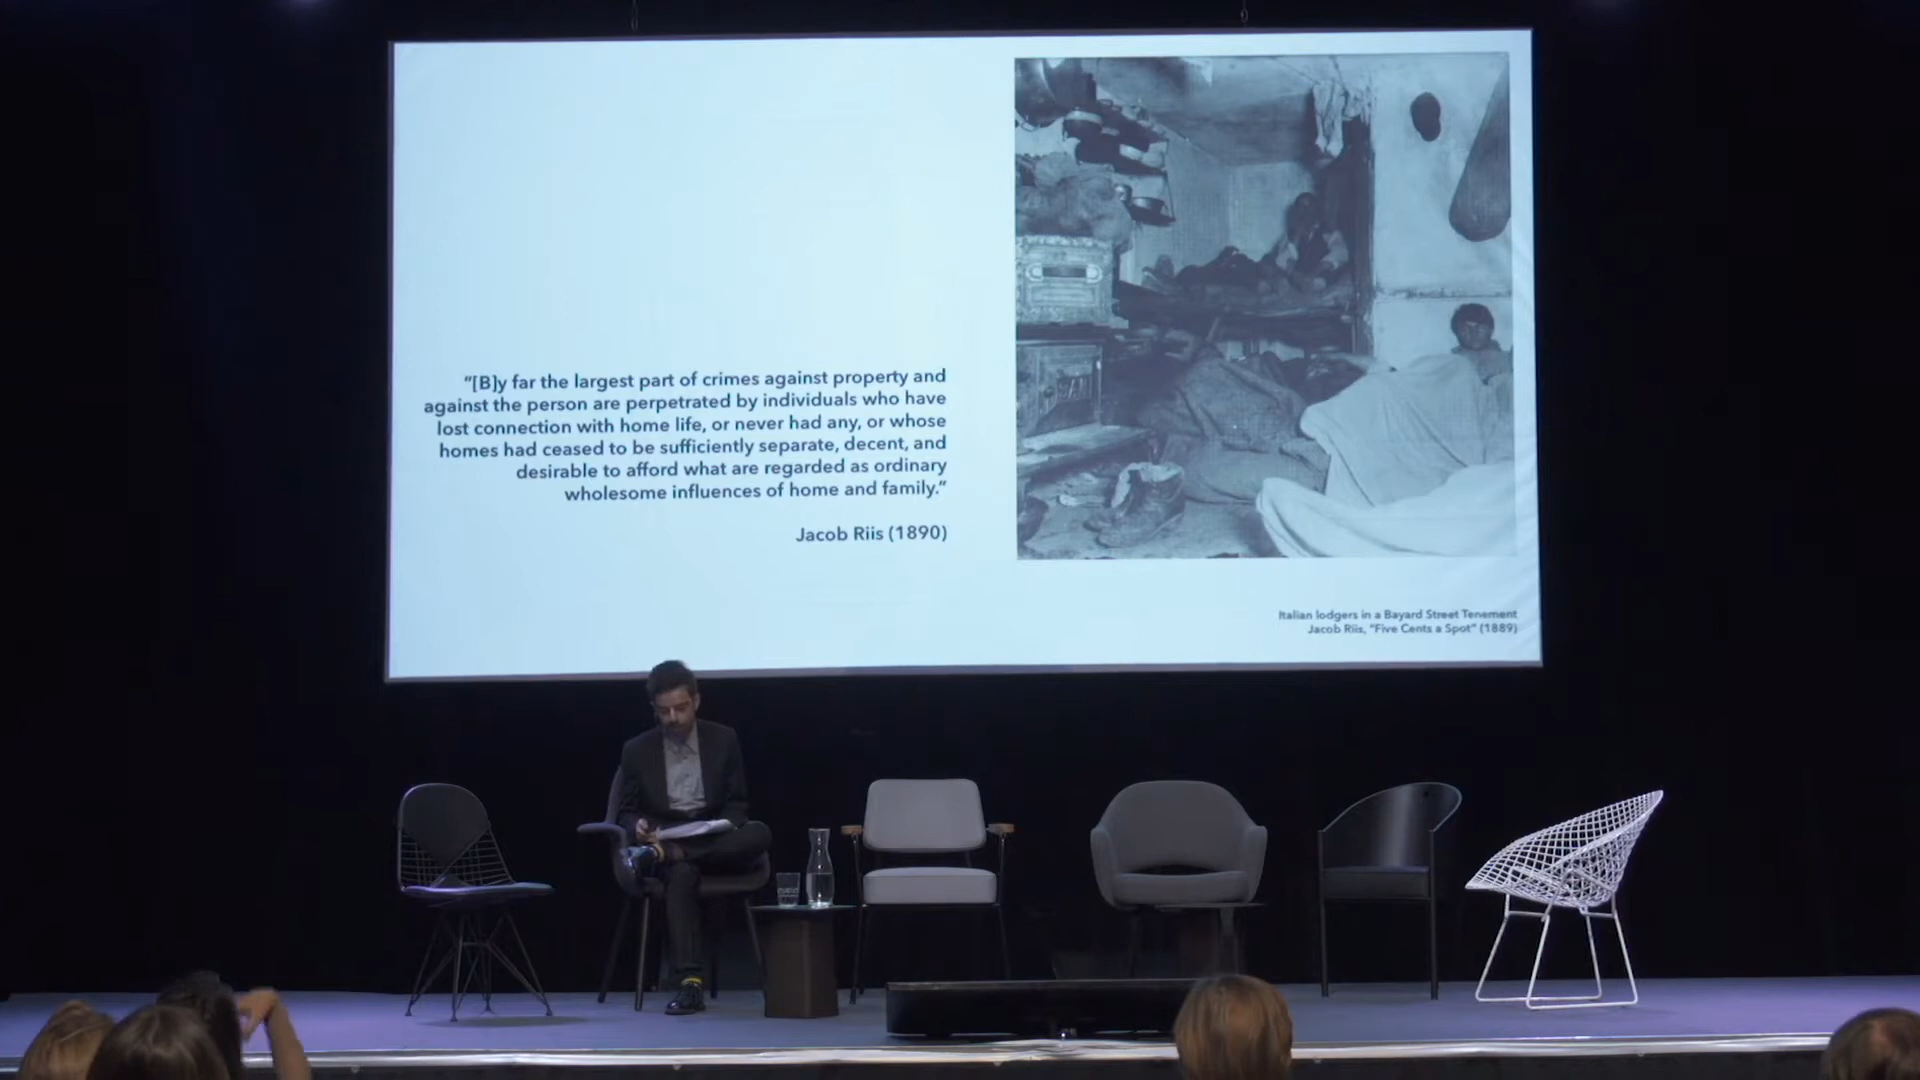 "[B]y far the largest part of crimes against property and
against the person are perpetrated by individuals who have
lost connection with home life, or never had any, or whose
homes had ceased to be sufficiently separate, decent, and
desirable to afford what are regarded as ordinary
wholesome influences of home and family."
Jacob Riis (1890)
Italian lodgers in a Bayard Street Tenement
Jacob Riis, "Five Cents a Spot" (1889)